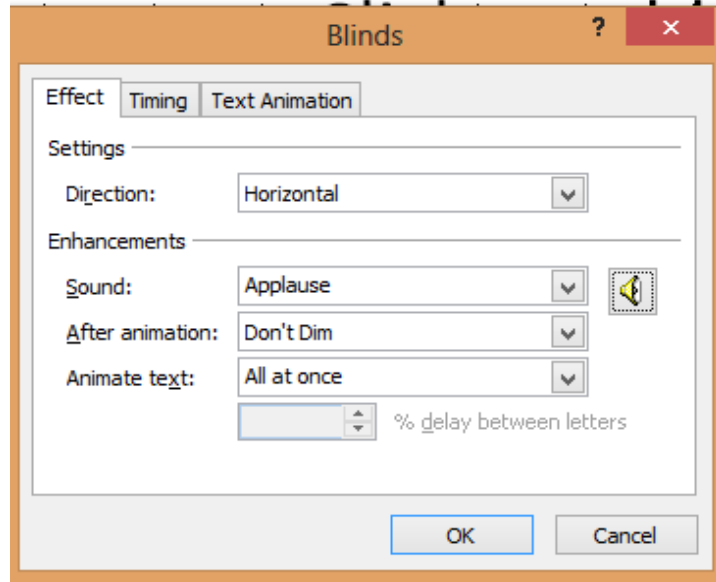 Blinds ?
Effect Timing Text Animation
Settings
Direction: Horizontal
Enhancements
Sound: Applause
After animation: Don't Dim
Animate text: All at once
% delay between letters
OK Cancel